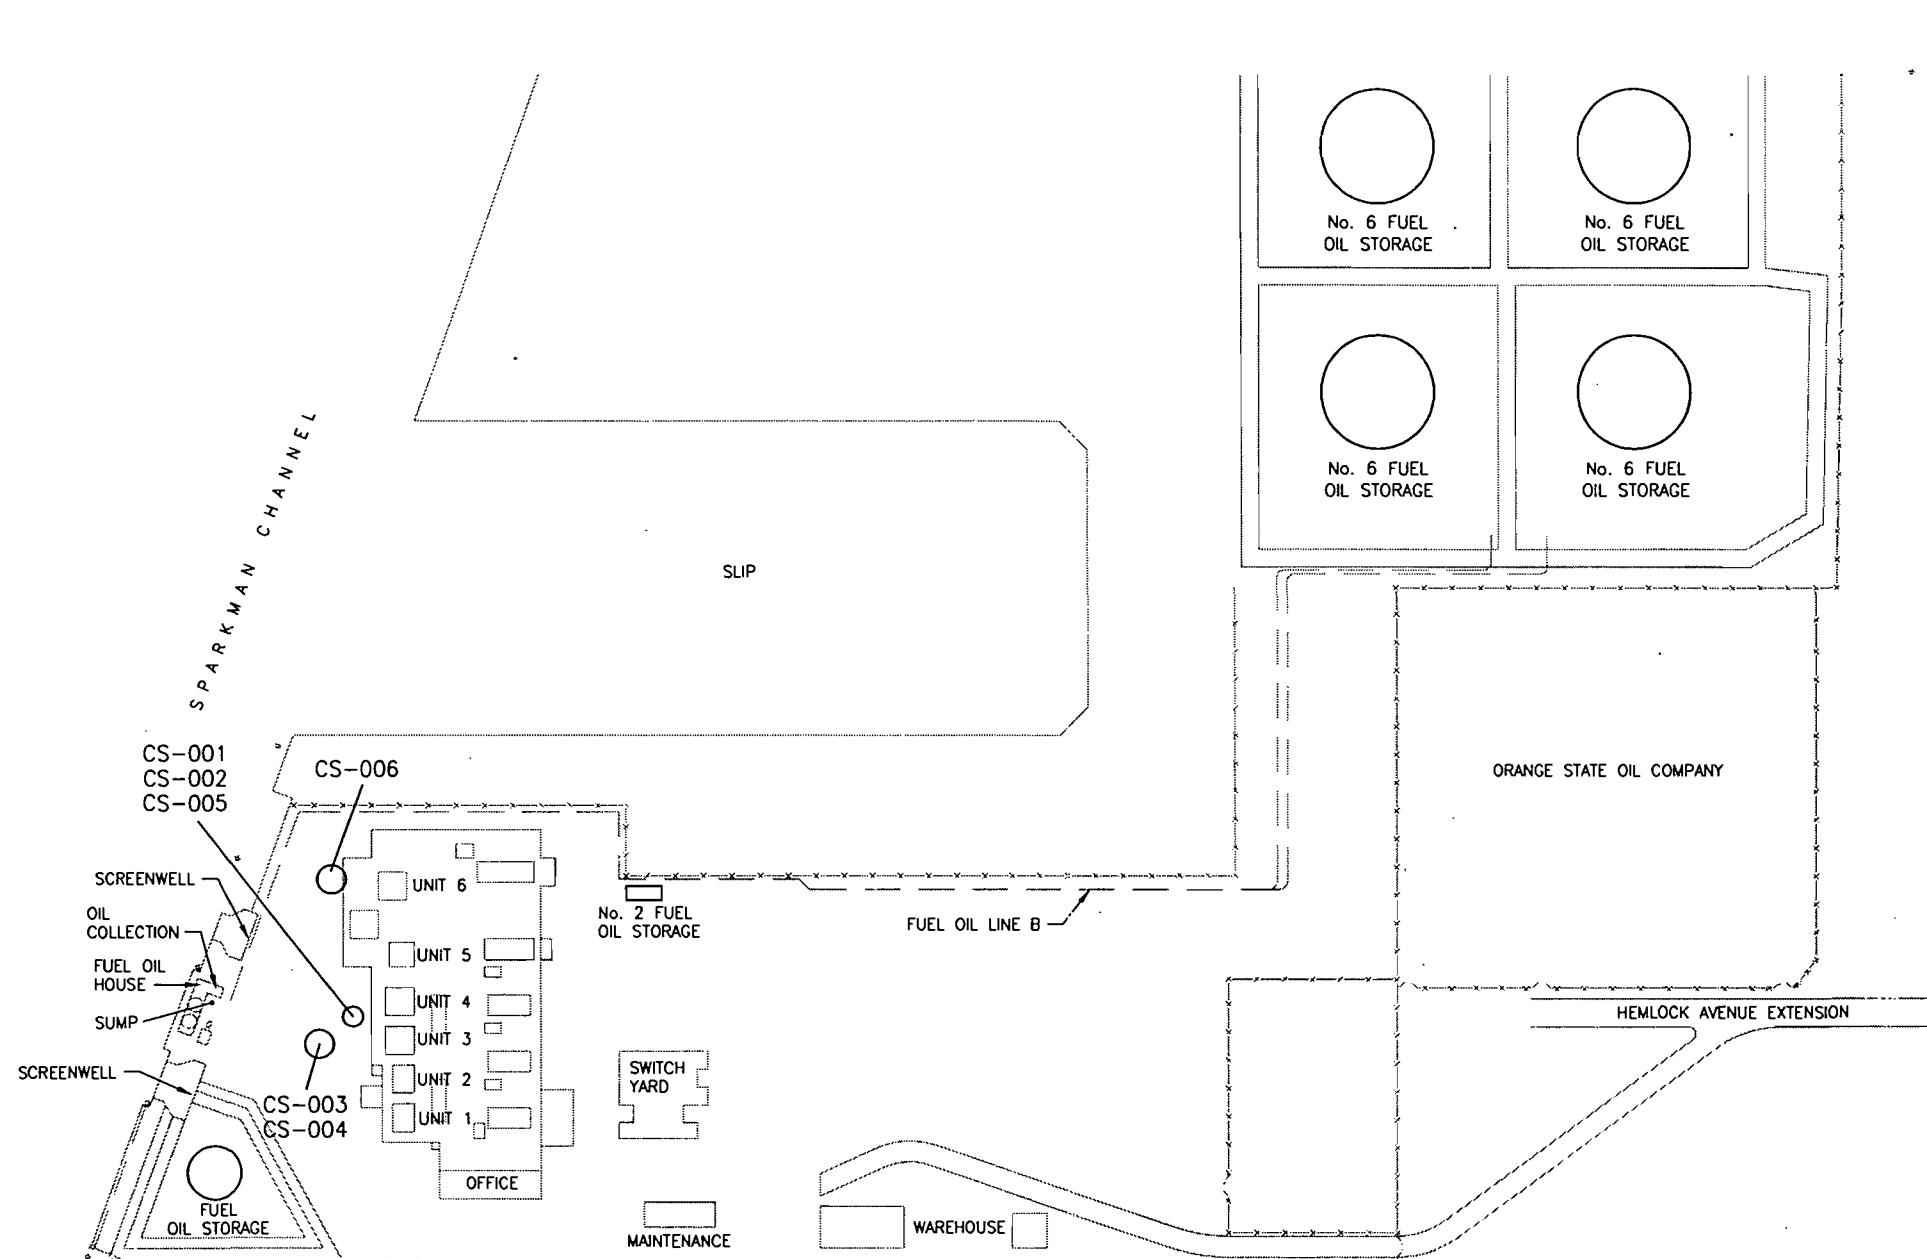 No. 6 FUEL
OIL STORAGE
No. 6 FUEL
OIL STORAGE
No. 6 FUEL
OIL STORAGE
No. 6 FUEL
OIL STORAGE
SPARKMAN CHANNEL
SLIP
CS-001
CS-002
CS-005
CS-006
ORANGE STATE OIL COMPANY
SCREENWELL
OIL
COLLECTION
FUEL OIL
HOUSE
SUMP
SCREENWELL
UNIT 6
UNIT 5
UNIT 4
UNIT 3
UNIT 2
UNIT 1
No. 2 FUEL
OIL STORAGE
FUEL OIL LINE B
HEMLOCK AVENUE EXTENSION
SWITCH
YARD
CS-003
CS-004
OFFICE
FUEL
OIL STORAGE
MAINTENANCE
WAREHOUSE